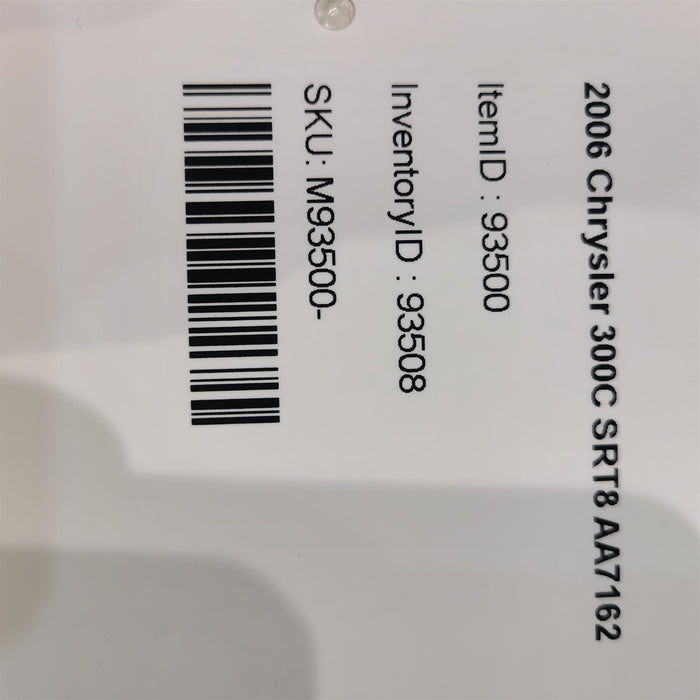 2006 Chrysler 300C SRT8 AA7162
ItemID : 93500
InventoryID : 93508
SKU: M93500-